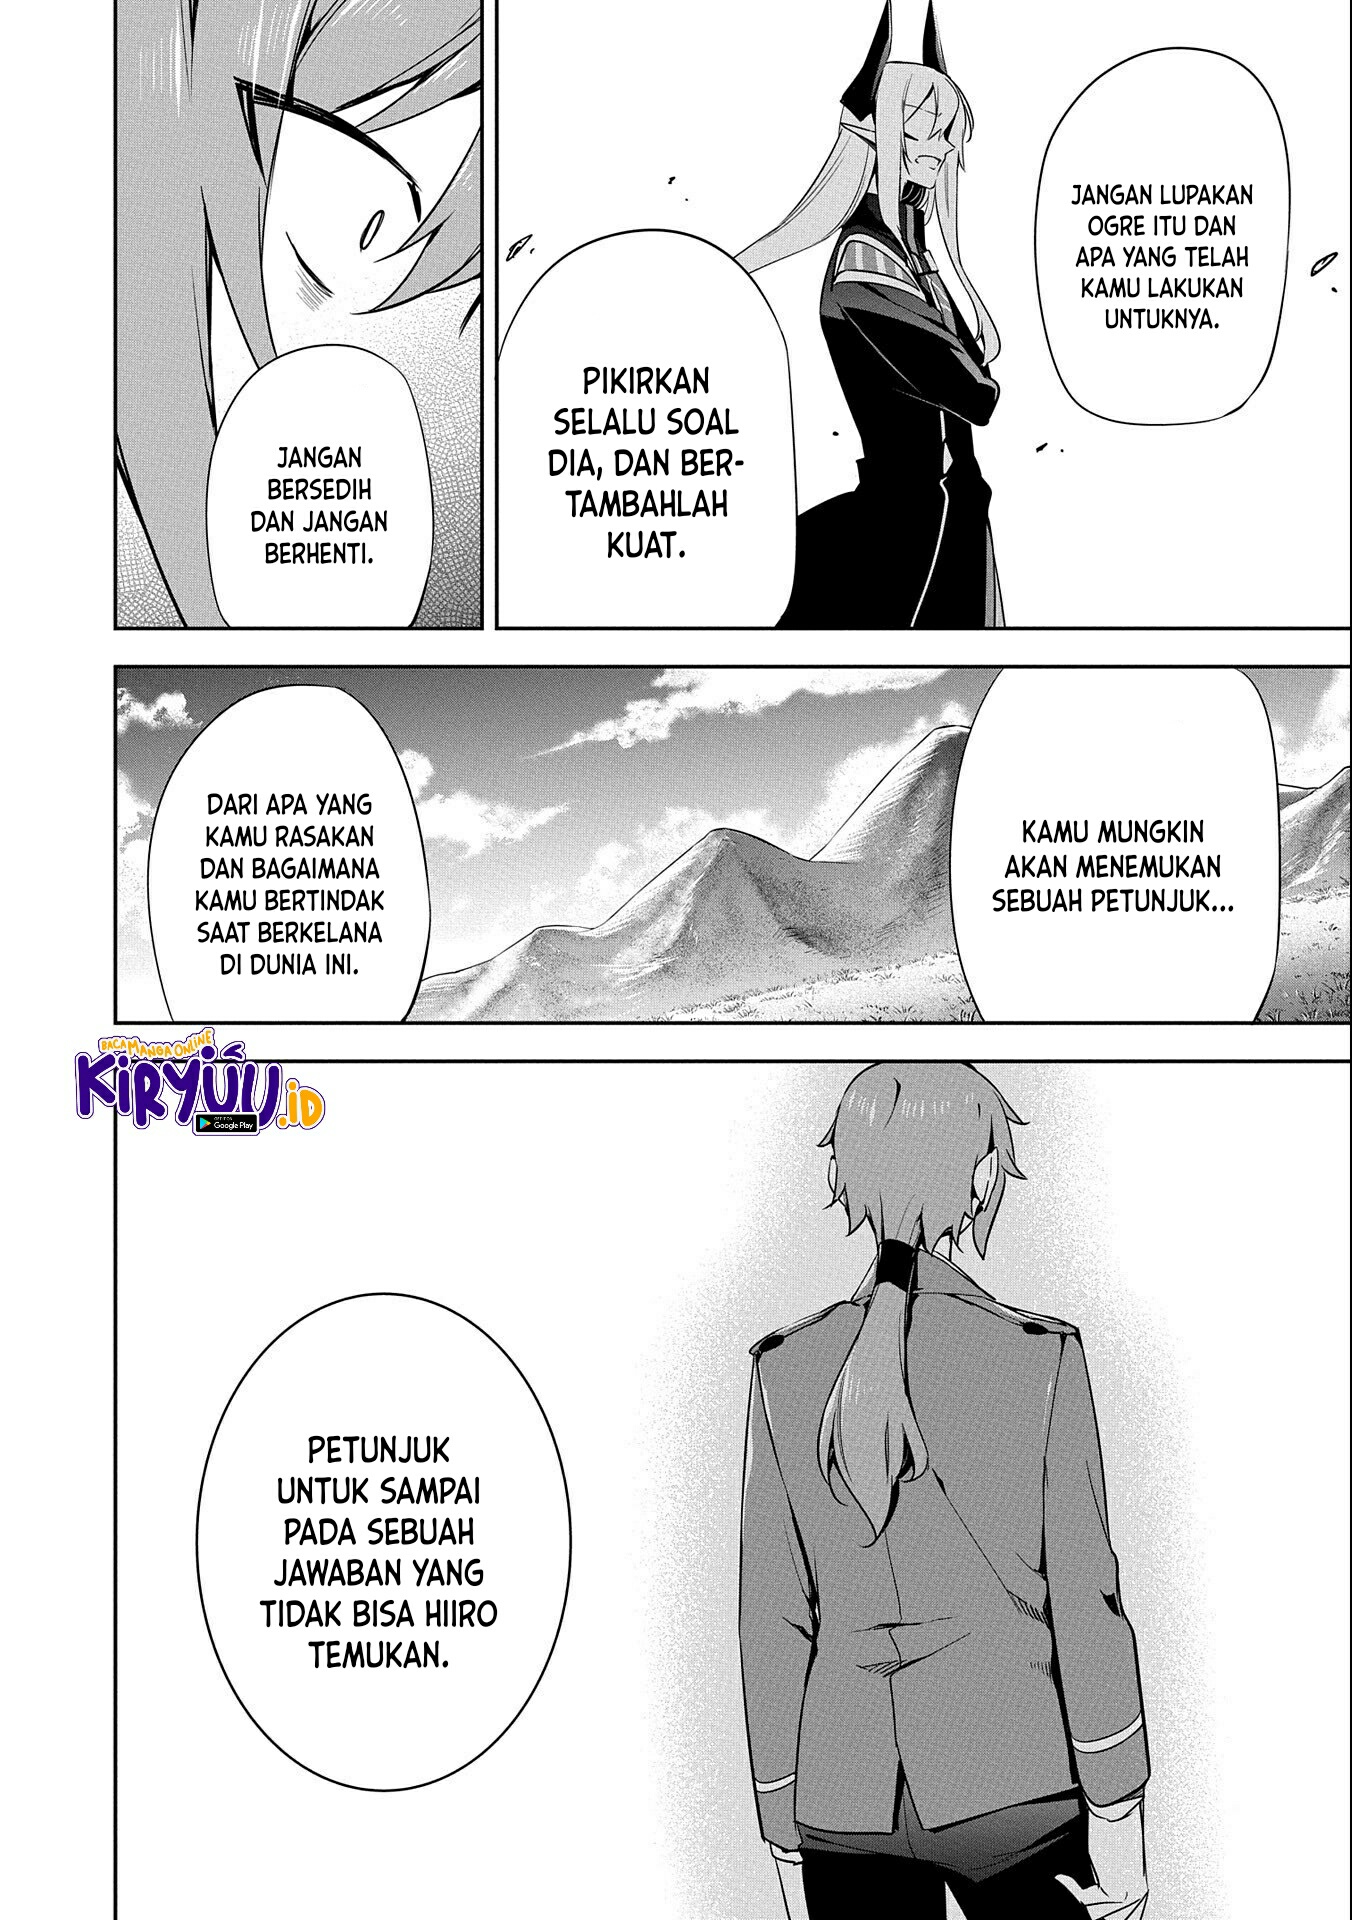 JANGAN LUPAKAN
OGRE ITU DAN
APA YANG TELAH
KAMU LAKUKAN
UNTUKNYA.
PIKIRKAN
SELALU SOAL
DIA, DAN BER-
TAMBAHLAH
KUAT.
JANGAN
BERSEDIH
DAN JANGAN
BERHENTI.
KAMU MUNGKIN
AKAN MENEMUKAN
SEBUAH PETUNJUK...
DARI APA YANG
KAMU RASAKAN
DAN BAGAIMANA
KAMU BERTINDAK
SAAT BERKELANA
DI DUNIA INI.
BACA MANGA ONLINE
KIRYUU.iD
GET IT ON
Google Play
PETUNJUK
UNTUK SAMPAI
PADA SEBUAH
JAWABAN YANG
TIDAK BISA HIIRO
TEMUKAN.